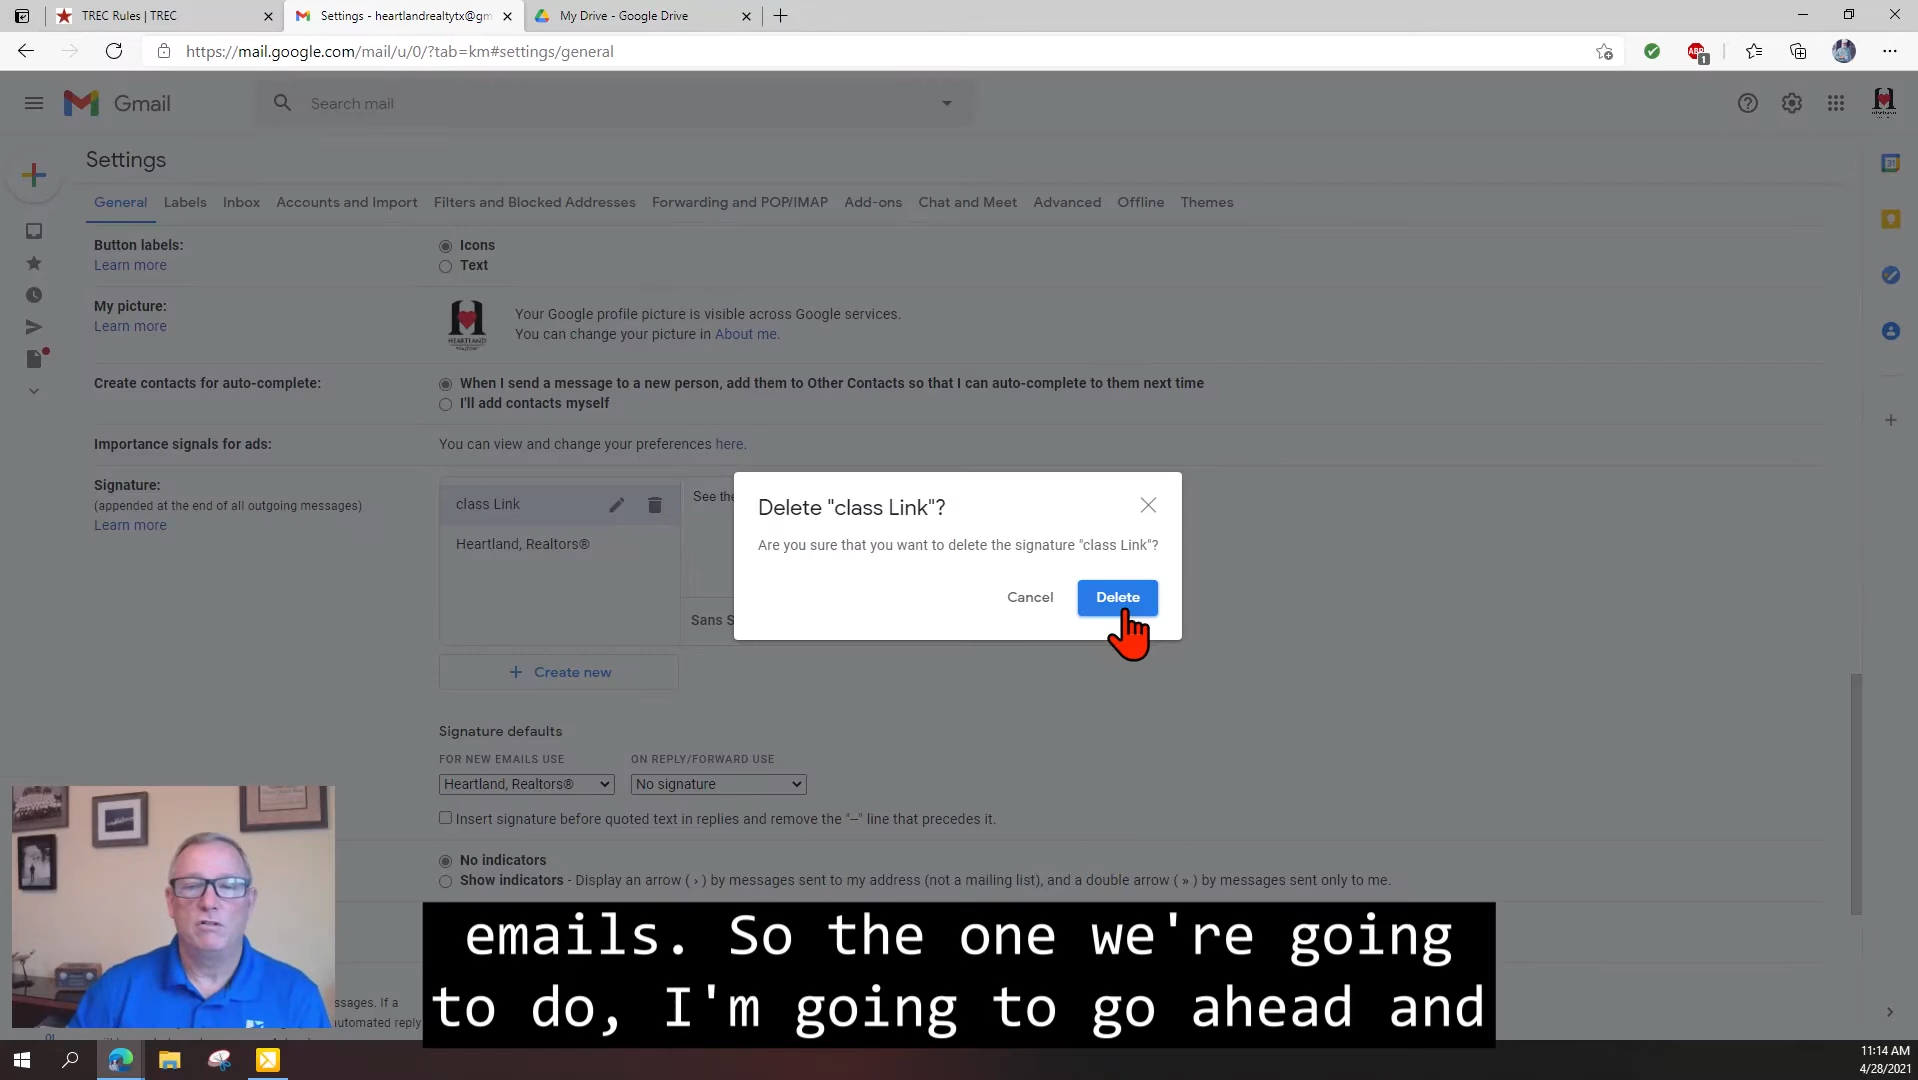 TREC Rules | TREC
Settings - heartlandrealtytx@gm
My Drive - Google Drive
https://mail.google.com/mail/u/0/?tab=km#settings/general
ABP
1
Gmail
Search mail
Settings
31
General Labels Inbox Accounts and Import Filters and Blocked Addresses Forwarding and POP/IMAP Add-ons Chat and Meet Advanced Offline Themes
Button labels:
Learn more
Icons
Text
My picture:
Learn more
HEARTLAND
Your Google profile picture is visible across Google services.
You can change your picture in About me.
Create contacts for auto-complete:
When I send a message to a new person, add them to Other Contacts so that I can auto-complete to them next time
I'll add contacts myself
Importance signals for ads:
You can view and change your preferences here.
Signature:
(appended at the end of all outgoing messages)
Learn more
class Link
Heartland, Realtors®
See the
Sans S
Delete "class Link"?
Are you sure that you want to delete the signature "class Link"?
Cancel
Delete
Create new
Signature defaults
FOR NEW EMAILS USE
ON REPLY/FORWARD USE
Heartland, Realtors®
No signature
Insert signature before quoted text in replies and remove the "--" line that precedes it.
No indicators
Show indicators - Display an arrow ( › ) by messages sent to my address (not a mailing list), and a double arrow ( » ) by messages sent only to me.
ssages. If a
automated reply
emails. So the one we're going
to do, I'm going to go ahead and
11:14 AM
4/28/2021